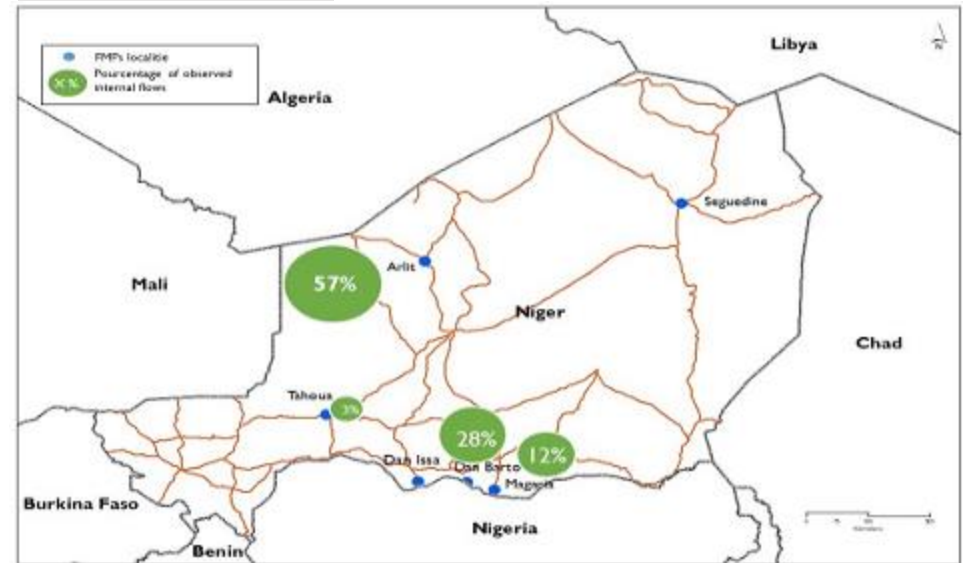 FMPs localitie
X%
Pourcentage of observed
internal flows
Algeria
Libya
Seguedine
Arlit
57%
Mali
Niger
Chad
Tahoua
3%
28%
12%
Dan Issa
Dan Barto
Magaria
Burkina Faso
Nigeria
Benin